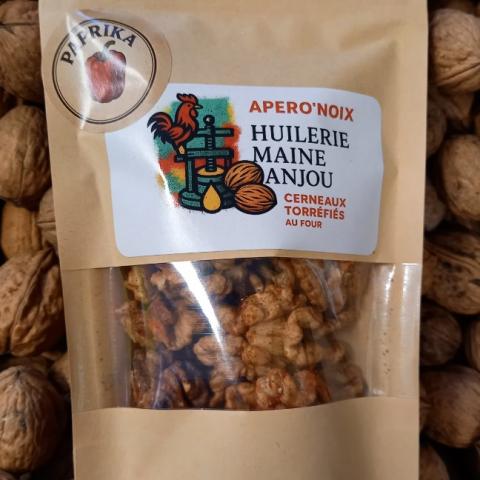 PAPRIKA
APERO'NOIX
HUILERIE
MAINE
ANJOU
CERNEAUX
TORRÉFIÉS
AU FOUR